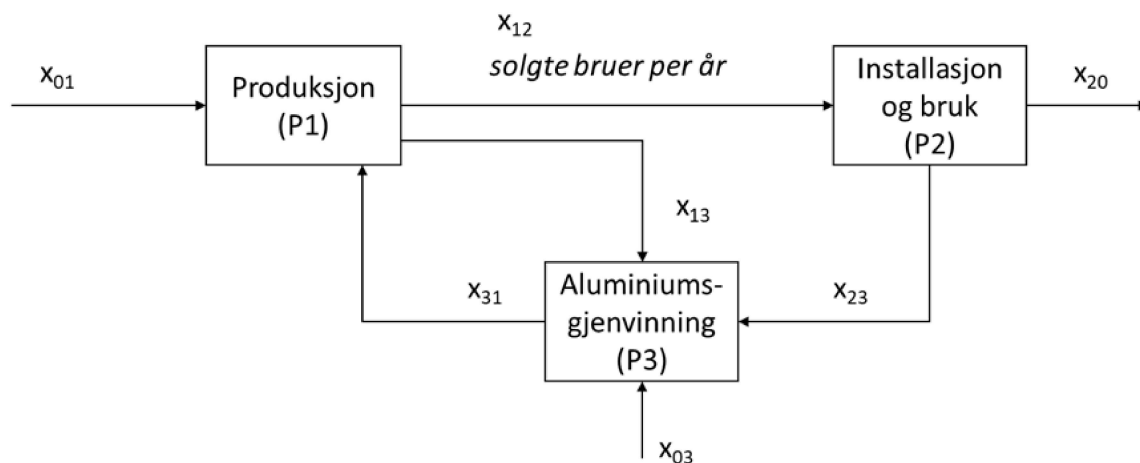 x₁₂
solgte bruer per år
x₀₁
Produksjon
(P1)
Installasjon
og bruk
(P2)
x₂₀
x₁₃
x₃₁
Aluminiums-
gjenvinning
(P3)
x₂₃
x₀₃